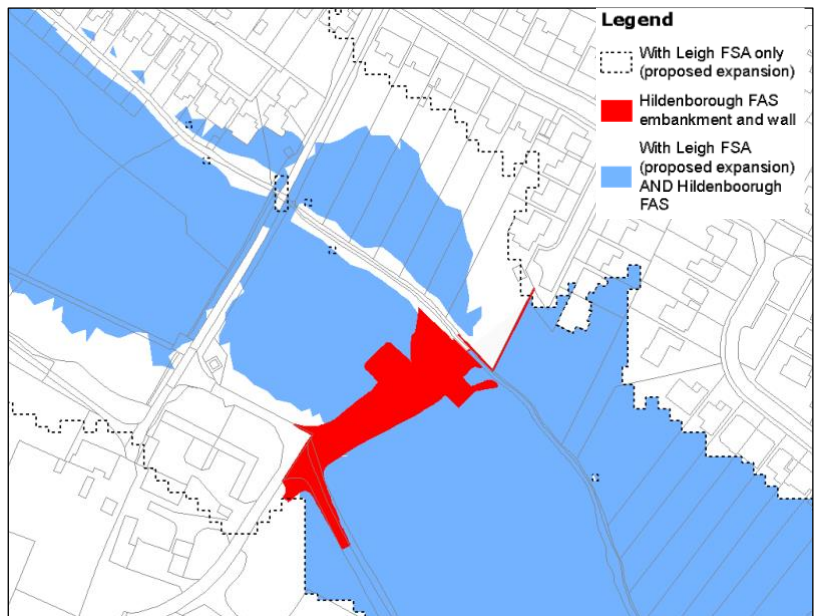 Legend
With Leigh FSA only
(proposed expansion)
Hildenborough FAS
embankment and wall
With Leigh FSA
(proposed expansion)
AND Hildenboorugh
FAS